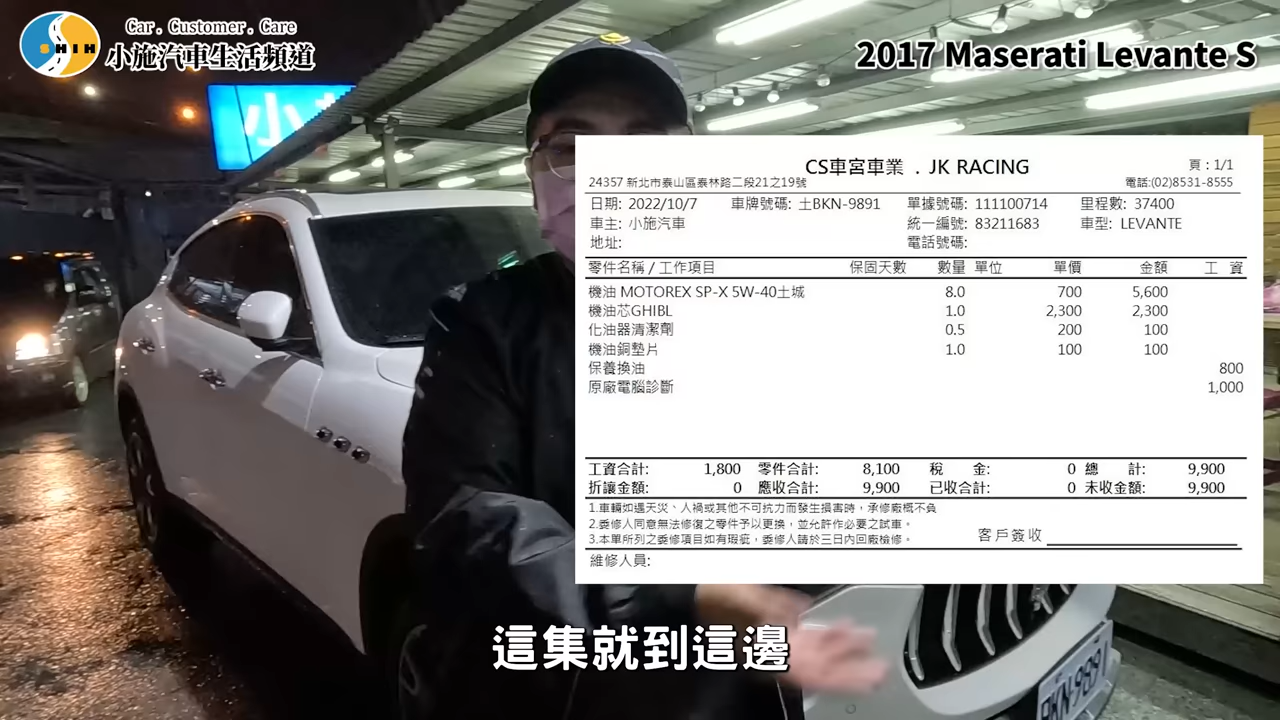 Car. Customer. Care
SHIH
小施汽車生活頻道
2017 Maserati Levante S
CS車宮車業 . JK RACING
頁：1/1
24357 新北市泰山區泰林路二段21之19號 電話:(02)8531-8555
日期: 2022/10/7 車牌號碼: 土BKN-9891 單據號碼: 111100714 里程數: 37400
車主: 小施汽車 統一編號: 83211683 車型: LEVANTE
地址: 電話號碼:
零件名稱 / 工作項目 保固天數 數量 單位 單價 金額 工 資
機油 MOTOREX SP-X 5W-40土城 8.0 700 5,600
機油芯GHIBL 1.0 2,300 2,300
化油器清潔劑 0.5 200 100
機油銅墊片 1.0 100 100
保養換油 800
原廠電腦診斷 1,000
工資合計: 1,800 零件合計: 8,100 稅 金: 0 總 計: 9,900
折讓金額: 0 應收合計: 9,900 已收合計: 0 未收金額: 9,900
1.車輛如遇天災、人禍或其他不可抗力而發生損害時，承修廠概不負
2.委修人同意無法修復之零件予以更換，並允許作必要之試車。
3.本單所列之委修項目如有瑕疵，委修人請於三日內回廠檢修。
客戶簽收
維修人員:
這集就到這邊